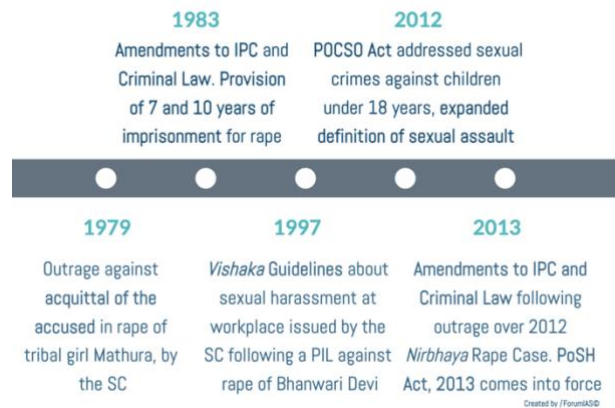 1983
Amendments to IPC and
Criminal Law. Provision
of 7 and 10 years of
imprisonment for rape
2012
POCSO Act addressed sexual
crimes against children
under 18 years, expanded
definition of sexual assault
1979
Outrage against
acquittal of the
accused in rape of
tribal girl Mathura, by
the SC
1997
Vishaka Guidelines about
sexual harassment at
workplace issued by the
SC following a PIL against
rape of Bhanwari Devi
2013
Amendments to IPC and
Criminal Law following
outrage over 2012
Nirbhaya Rape Case. PoSH
Act, 2013 comes into force
Created by /ForumIAS©